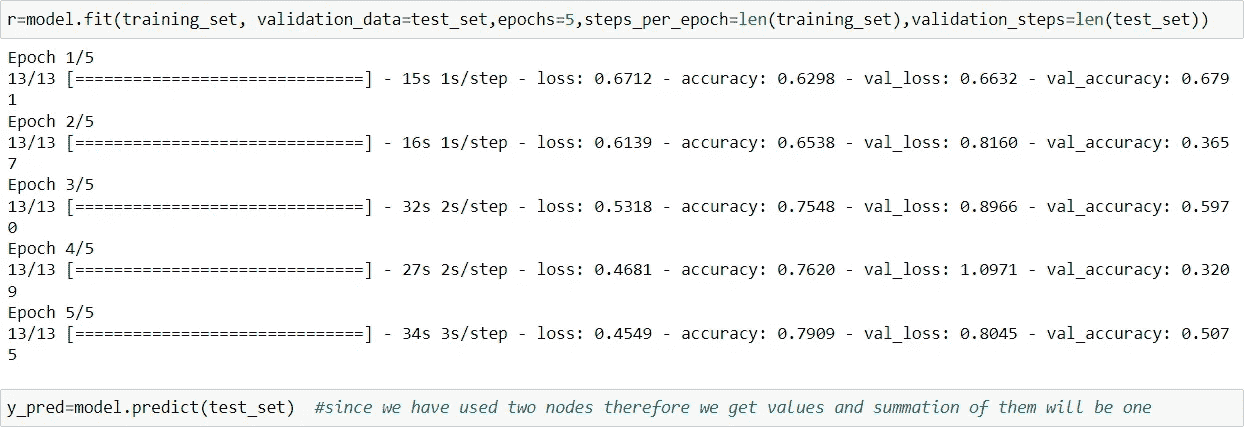 r=model.fit(training_set, validation_data=test_set,epochs=5,steps_per_epoch=len(training_set),validation_steps=len(test_set))
Epoch 1/5
13/13 [==============================] - 15s 1s/step - loss: 0.6712 - accuracy: 0.6298 - val_loss: 0.6632 - val_accuracy: 0.679
1
Epoch 2/5
13/13 [==============================] - 16s 1s/step - loss: 0.6139 - accuracy: 0.6538 - val_loss: 0.8160 - val_accuracy: 0.365
7
Epoch 3/5
13/13 [==============================] - 32s 2s/step - loss: 0.5318 - accuracy: 0.7548 - val_loss: 0.8966 - val_accuracy: 0.597
0
Epoch 4/5
13/13 [==============================] - 27s 2s/step - loss: 0.4681 - accuracy: 0.7620 - val_loss: 1.0971 - val_accuracy: 0.320
9
Epoch 5/5
13/13 [==============================] - 34s 3s/step - loss: 0.4549 - accuracy: 0.7909 - val_loss: 0.8045 - val_accuracy: 0.507
5
y_pred=model.predict(test_set)  #since we have used two nodes therefore we get values and summation of them will be one